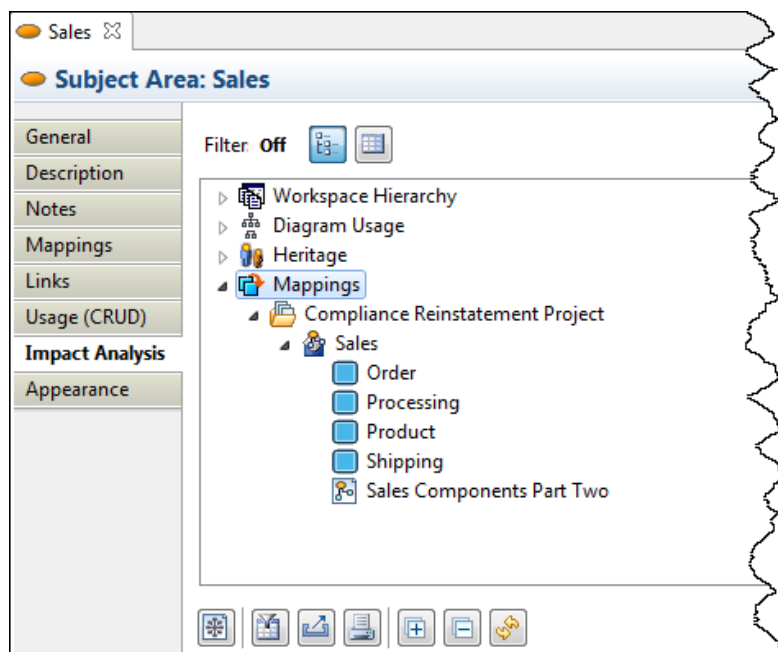 Sales
Subject Area: Sales
General
Description
Notes
Mappings
Links
Usage (CRUD)
Impact Analysis
Appearance
Filter: Off
Workspace Hierarchy
Diagram Usage
Heritage
Mappings
Compliance Reinstatement Project
Sales
Order
Processing
Product
Shipping
Sales Components Part Two